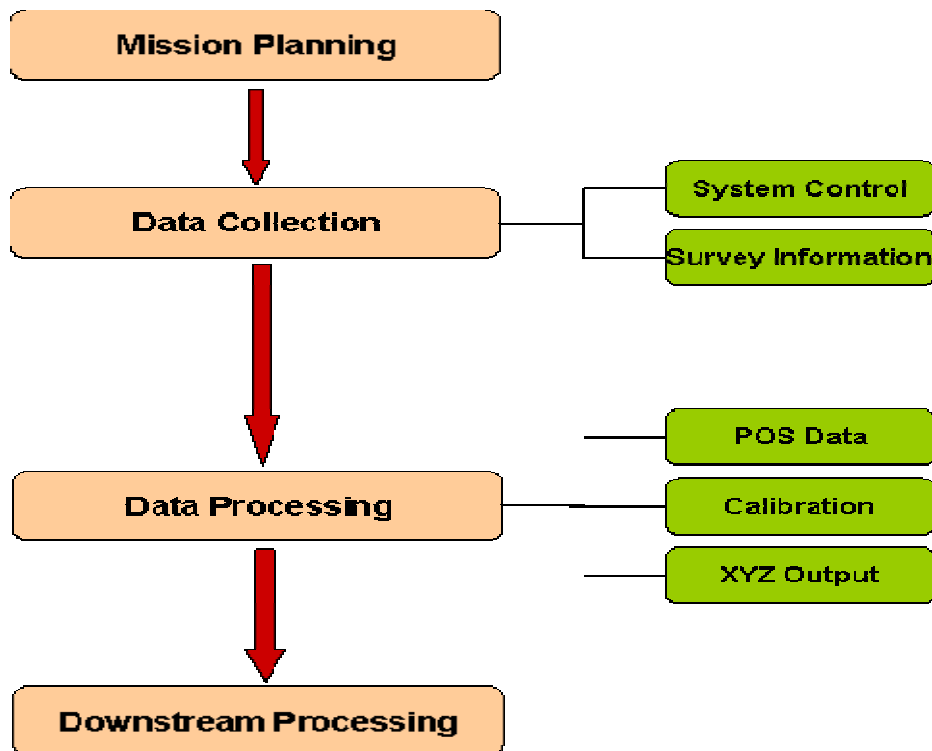 Mission Planning
Data Collection
System Control
Survey Information
POS Data
Data Processing
Calibration
XYZ Output
Downstream Processing